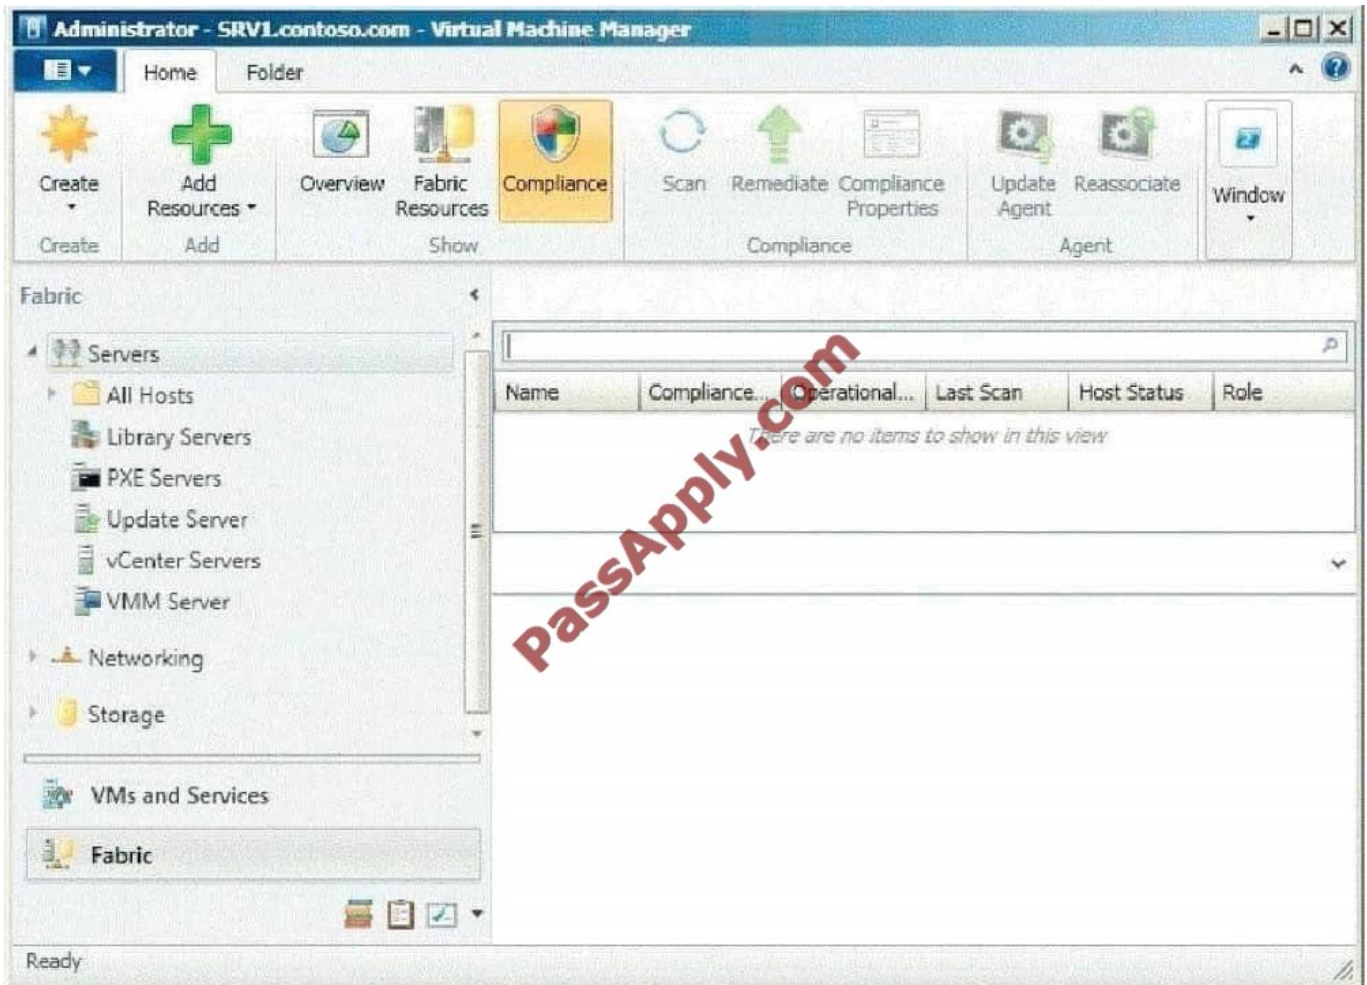 Administrator - SRV1.contoso.com - Virtual Machine Manager
Home Folder
Create
Add Resources
Overview
Fabric Resources
Compliance
Scan
Remediate
Compliance Properties
Update Agent
Reassociate
Window
Create Add Show Compliance Agent
Fabric
Servers
All Hosts
Library Servers
PXE Servers
Update Server
vCenter Servers
VMM Server
Networking
Storage
VMs and Services
Fabric
Name Compliance... Operational... Last Scan Host Status Role
There are no items to show in this view
PassApply.com
Ready